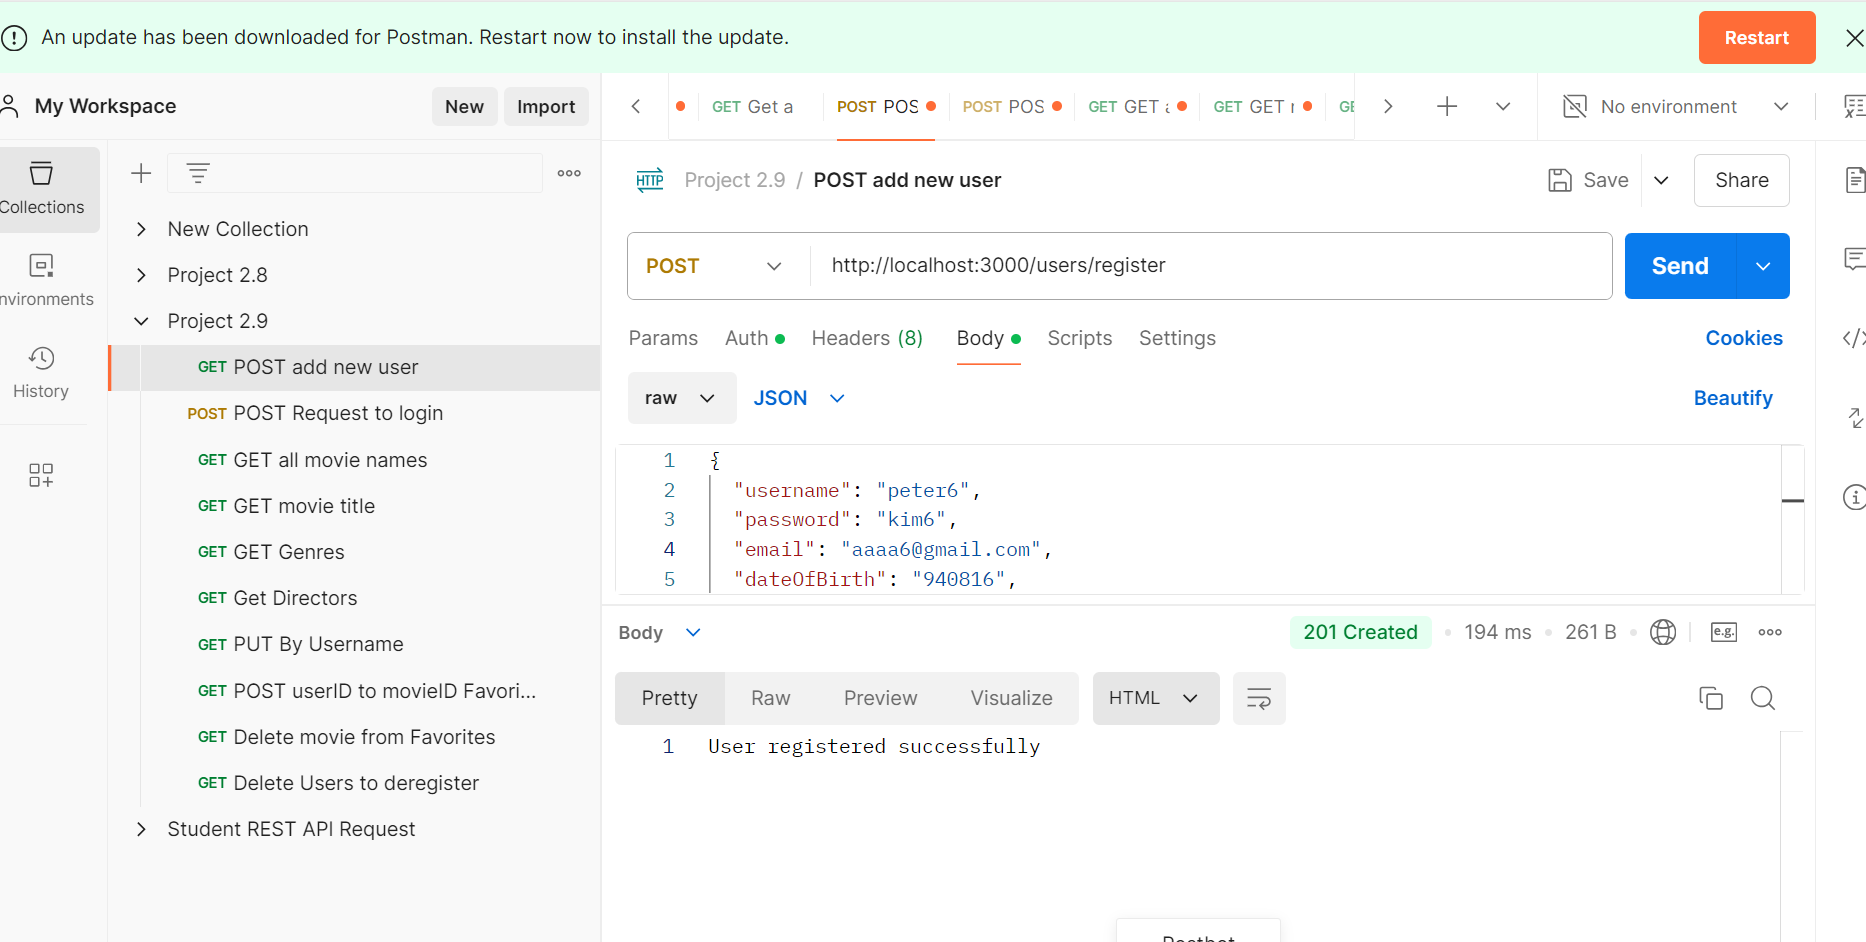 An update has been downloaded for Postman. Restart now to install the update.
Restart
My Workspace
New
Import
GET Get a
POST POS
POST POS
GET GET
GET GET
No environment
Collections
nvironments
History
New Collection
Project 2.8
Project 2.9
GET POST add new user
POST POST Request to login
GET GET all movie names
GET GET movie title
GET GET Genres
GET Get Directors
GET PUT By Username
GET POST userID to movieID Favori...
GET Delete movie from Favorites
GET Delete Users to deregister
Student REST API Request
HTTP
Project 2.9 / POST add new user
Save
Share
POST
http://localhost:3000/users/register
Send
Params
Auth
Headers (8)
Body
Scripts
Settings
Cookies
raw
JSON
Beautify
1 {
2 "username": "peter6",
3 "password": "kim6",
4 "email": "aaaa6@gmail.com",
5 "dateOfBirth": "940816",
Body
201 Created
194 ms
261 B
e.g.
Pretty
Raw
Preview
Visualize
HTML
1 User registered successfully